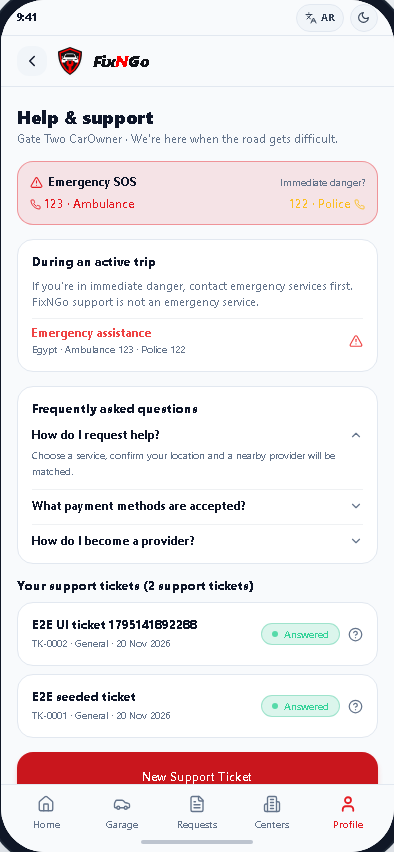 9:41
AR
FixNGo
Help & support
Gate Two CarOwner · We're here when the road gets difficult.
Emergency SOS
Immediate danger?
123 · Ambulance
122 · Police
During an active trip
If you're in immediate danger, contact emergency services first.
FixNGo support is not an emergency service.
Emergency assistance
Egypt · Ambulance 123 · Police 122
Frequently asked questions
How do I request help?
Choose a service, confirm your location and a nearby provider will be
matched.
What payment methods are accepted?
How do I become a provider?
Your support tickets (2 support tickets)
E2E UI ticket 1795141692268
TK-0002 · General · 20 Nov 2026
Answered
E2E seeded ticket
TK-0001 · General · 20 Nov 2026
Answered
New Support Ticket
Home
Garage
Requests
Centers
Profile